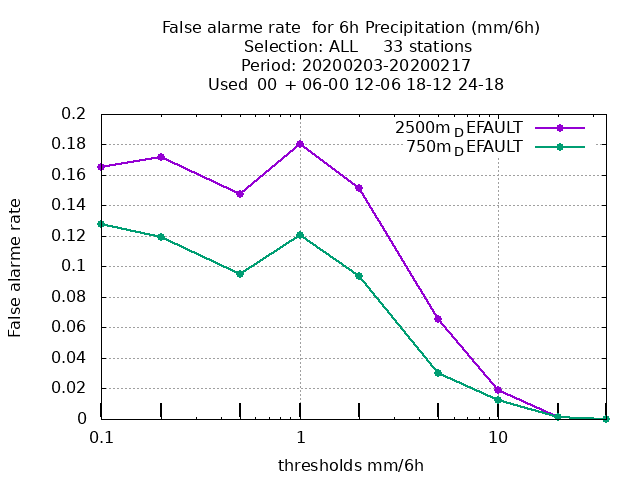 False alarme rate  for 6h Precipitation (mm/6h)
Selection: ALL     33 stations
Period: 20200203-20200217
Used  00  + 06-00 12-06 18-12 24-18
2500m_DEFAULT
750m_DEFAULT
False alarme rate
0.2
0.18
0.16
0.14
0.12
0.1
0.08
0.06
0.04
0.02
0
0.1 1 10
thresholds mm/6h